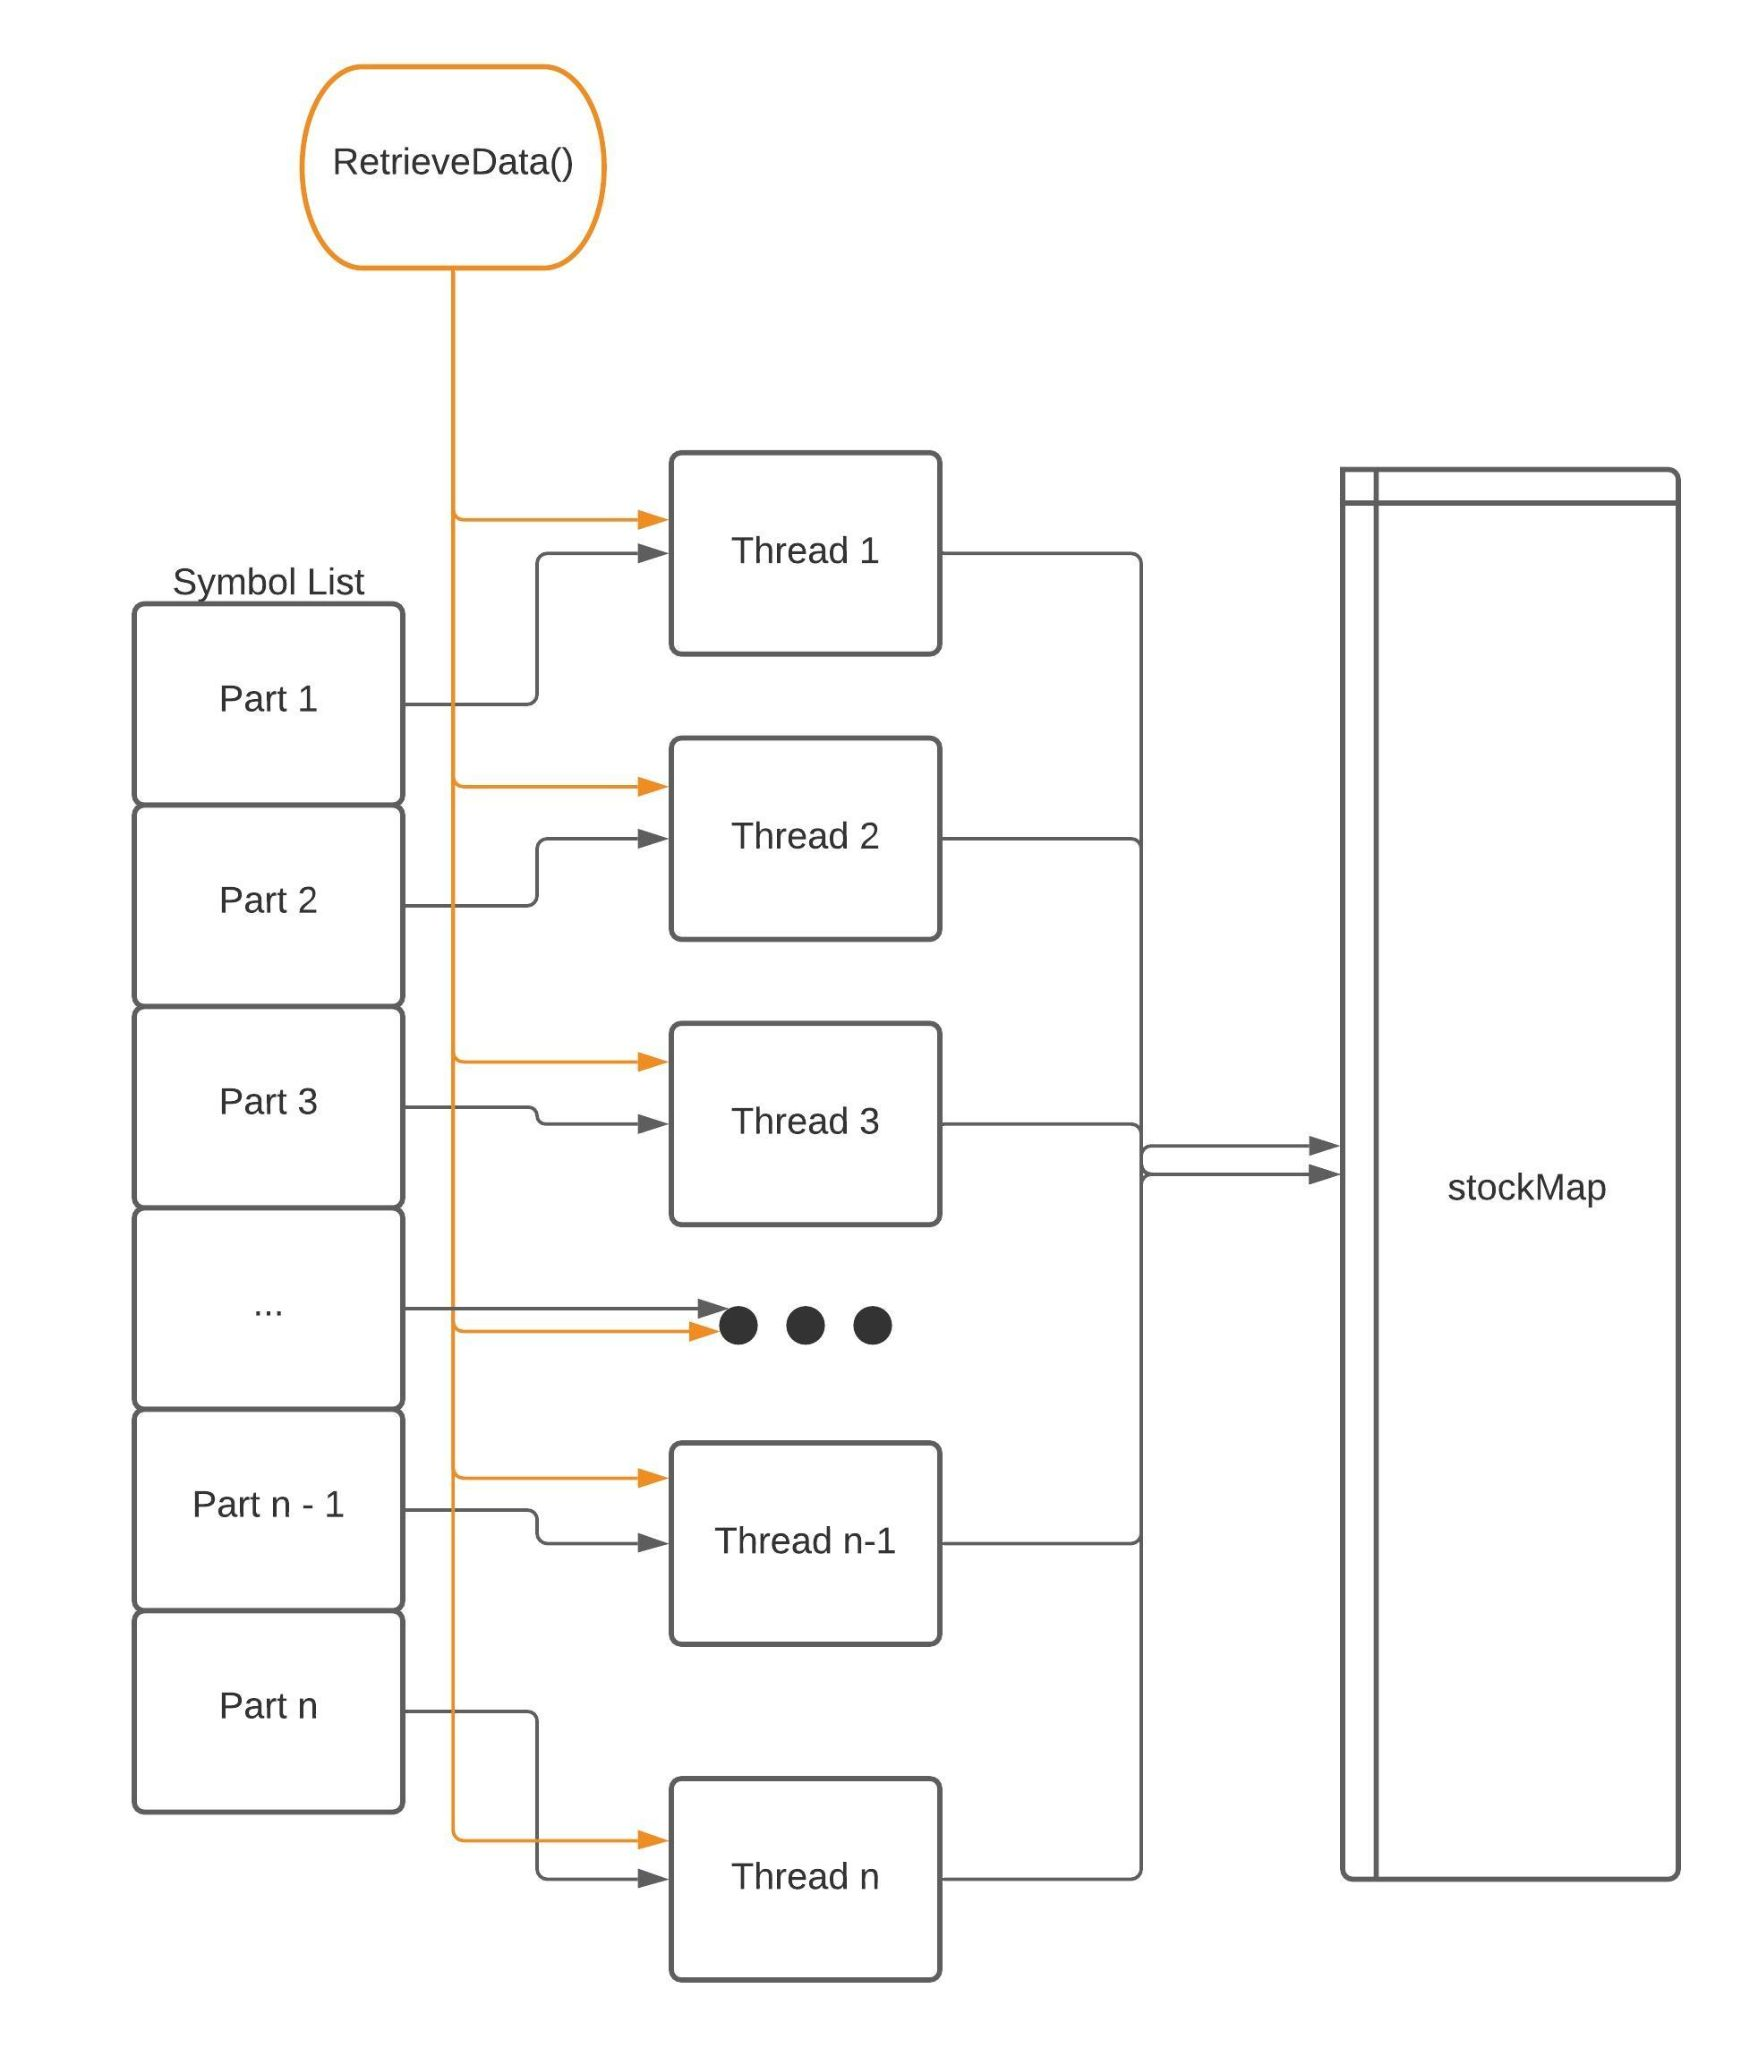 RetrieveData()
Symbol List
Part 1
Part 2
Part 3
...
Part n - 1
Part n
Thread 1
Thread 2
Thread 3
Thread n-1
Thread n
stockMap